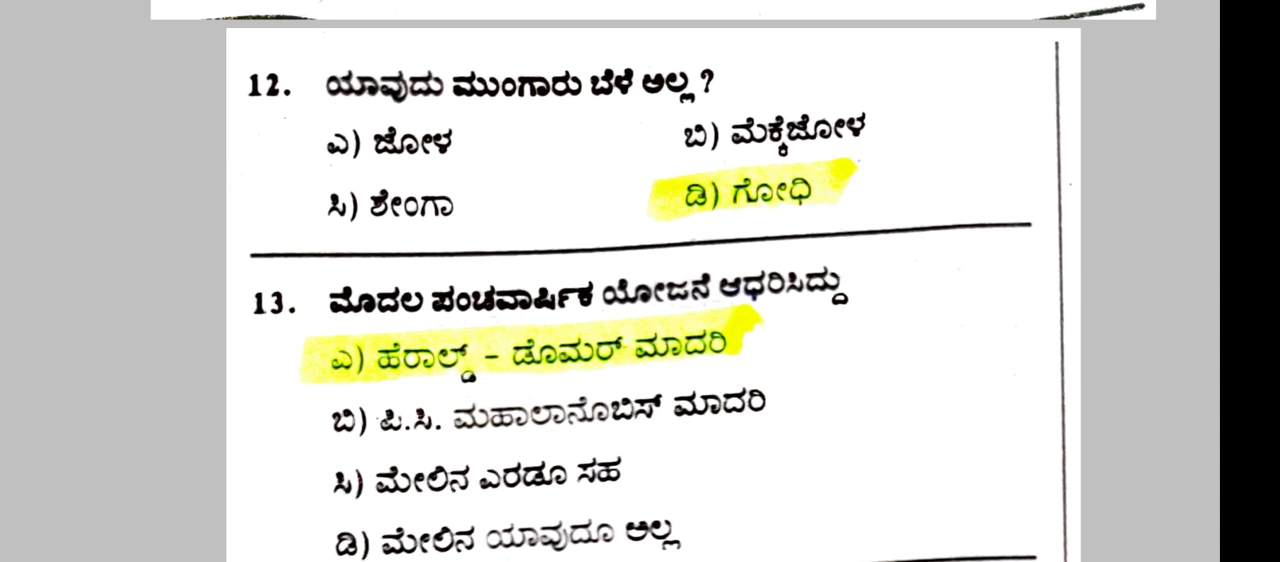 12. ಯಾವುದು ಮುಂಗಾರು ಬೆಳೆ ಅಲ್ಲ ?
ಎ) ಜೋಳ ಬಿ) ಮೆಕ್ಕೆಜೋಳ
ಸಿ) ಶೇಂಗಾ ಡಿ) ಗೋಧಿ
13. ಮೊದಲ ಪಂಚವಾರ್ಷಿಕ ಯೋಜನೆ ಆಧರಿಸಿದ್ದು
ಎ) ಹೆರಾಲ್ಡ್ - ಡೊಮರ್ ಮಾದರಿ
ಬಿ) ಪಿ.ಸಿ. ಮಹಾಲಾನೊಬಿಸ್ ಮಾದರಿ
ಸಿ) ಮೇಲಿನ ಎರಡೂ ಸಹ
ಡಿ) ಮೇಲಿನ ಯಾವುದೂ ಅಲ್ಲ